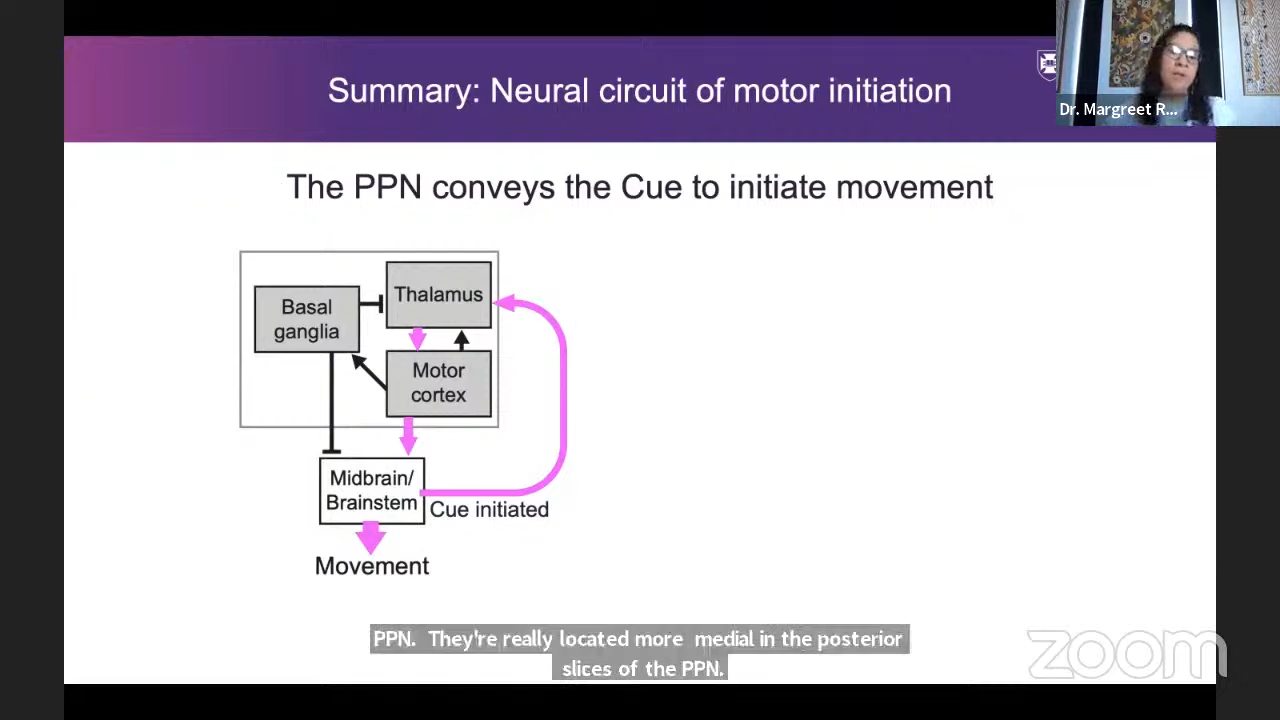 Summary: Neural circuit of motor initiation
Dr. Margreet R...
The PPN conveys the Cue to initiate movement
Basal
ganglia
Thalamus
Motor
cortex
Midbrain/
Brainstem
Cue initiated
Movement
PPN. They're really located more medial in the posterior
slices of the PPN.
zoom